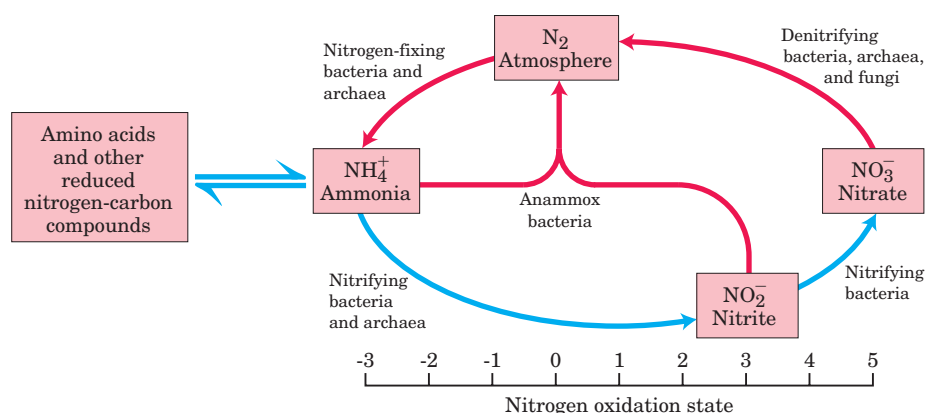 N₂
Atmosphere
Nitrogen-fixing
bacteria and
archaea
Denitrifying
bacteria, archaea,
and fungi
Amino acids
and other
reduced
nitrogen-carbon
compounds
NH₄⁺
Ammonia
Anammox
bacteria
NO₃⁻
Nitrate
Nitrifying
bacteria
and archaea
NO₂⁻
Nitrite
Nitrifying
bacteria
-3 -2 -1 0 1 2 3 4 5
Nitrogen oxidation state